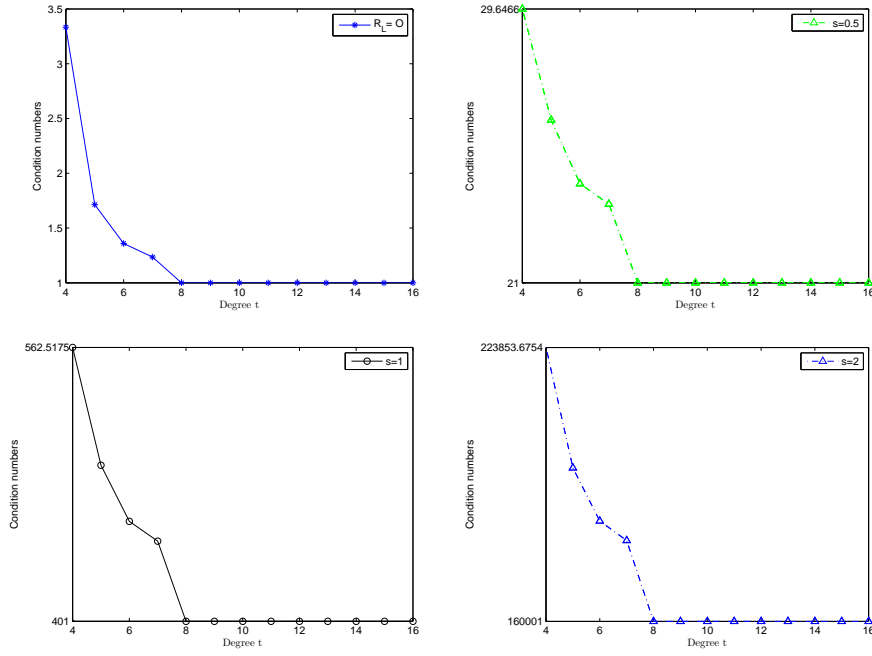 3.5
3
2.5
2
1.5
1
Condition numbers
4 6 8 10 12 14 16
Degree t
R_L = O
29.6466
21
Condition numbers
4 6 8 10 12 14 16
Degree t
s=0.5
562.5175
401
Condition numbers
4 6 8 10 12 14 16
Degree t
s=1
223853.6754
160001
Condition numbers
4 6 8 10 12 14 16
Degree t
s=2